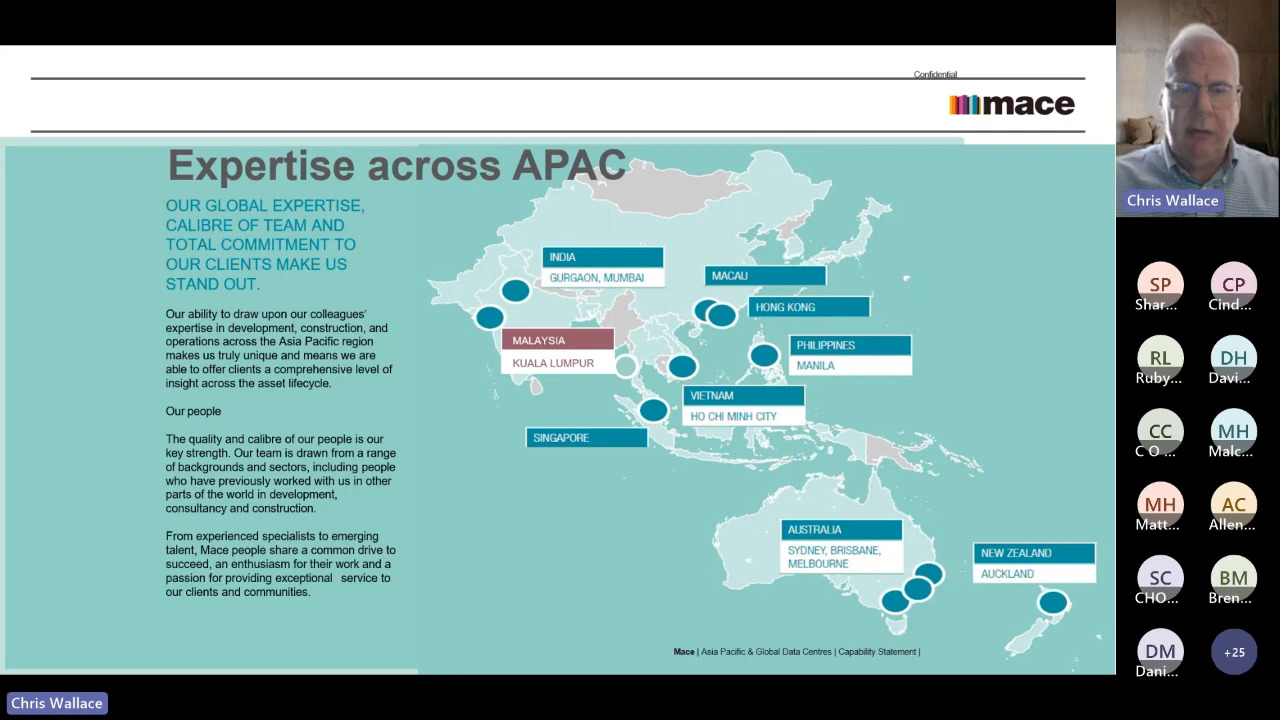 Confidential
mace
Expertise across APAC
OUR GLOBAL EXPERTISE,
CALIBRE OF TEAM AND
TOTAL COMMITMENT TO
OUR CLIENTS MAKE US
STAND OUT.
Our ability to draw upon our colleagues'
expertise in development, construction, and
operations across the Asia Pacific region
makes us truly unique and means we are
able to offer clients a comprehensive level of
insight across the asset lifecycle.
Our people
The quality and calibre of our people is our
key strength. Our team is drawn from a range
of backgrounds and sectors, including people
who have previously worked with us in other
parts of the world in development,
consultancy and construction.
From experienced specialists to emerging
talent, Mace people share a common drive to
succeed, an enthusiasm for their work and a
passion for providing exceptional service to
our clients and communities.
INDIA
GURGAON, MUMBAI
MACAU
HONG KONG
MALAYSIA
KUALA LUMPUR
PHILIPPINES
MANILA
VIETNAM
HO CHI MINH CITY
SINGAPORE
AUSTRALIA
SYDNEY, BRISBANE,
MELBOURNE
NEW ZEALAND
AUCKLAND
Mace | Asia Pacific & Global Data Centres | Capability Statement |
Chris Wallace
SP
Shar...
CP
Cind...
RL
Ruby...
DH
Davi...
CC
C O ...
MH
Malc...
MH
Matt...
AC
Allen...
SC
CHO...
BM
Bren...
DM
Dani...
+25
Chris Wallace